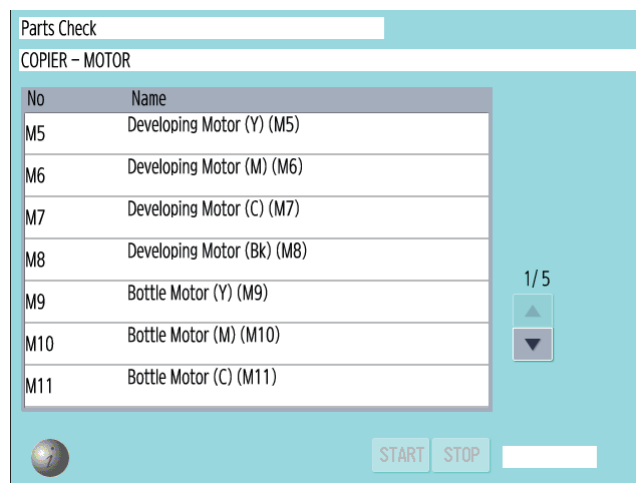 Parts Check
COPIER – MOTOR
No Name
M5 Developing Motor (Y) (M5)
M6 Developing Motor (M) (M6)
M7 Developing Motor (C) (M7)
M8 Developing Motor (Bk) (M8)
M9 Bottle Motor (Y) (M9)
M10 Bottle Motor (M) (M10)
M11 Bottle Motor (C) (M11)
1/5
i
START STOP